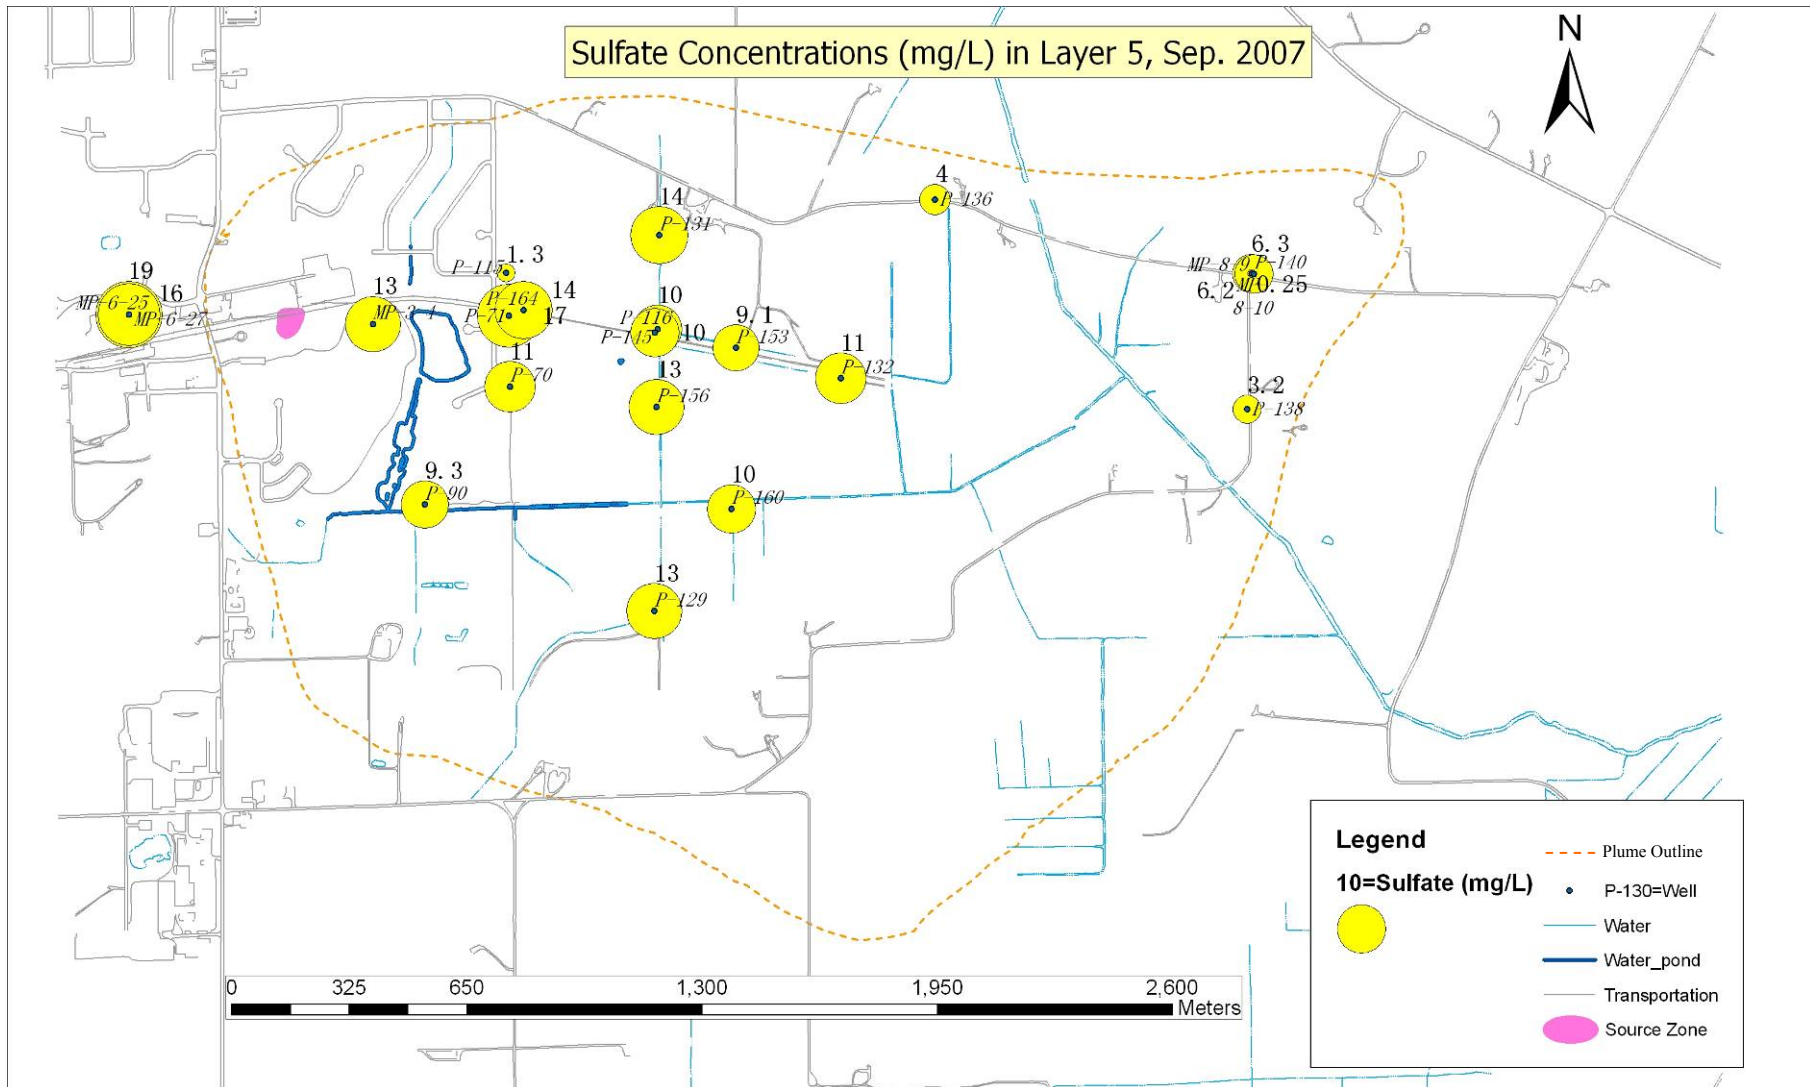 Sulfate Concentrations (mg/L) in Layer 5, Sep. 2007
N
4
P-136
14
P-131
1.3
P-115
6.3
MP-8-9
P-140
6.2
0.25
8-10
19
16
MP-6-25
MP-6-27
13
MP-3-4
P-164
14
P-71
17
10
P-116
P-145
10
9.1
P-153
11
P-132
11
P-70
13
P-156
3.2
P-138
9.3
P-90
10
P-160
13
P-129
Legend
10=Sulfate (mg/L)
Plume Outline
P-130=Well
Water
Water_pond
Transportation
Source Zone
0 325 650 1,300 1,950 2,600
Meters